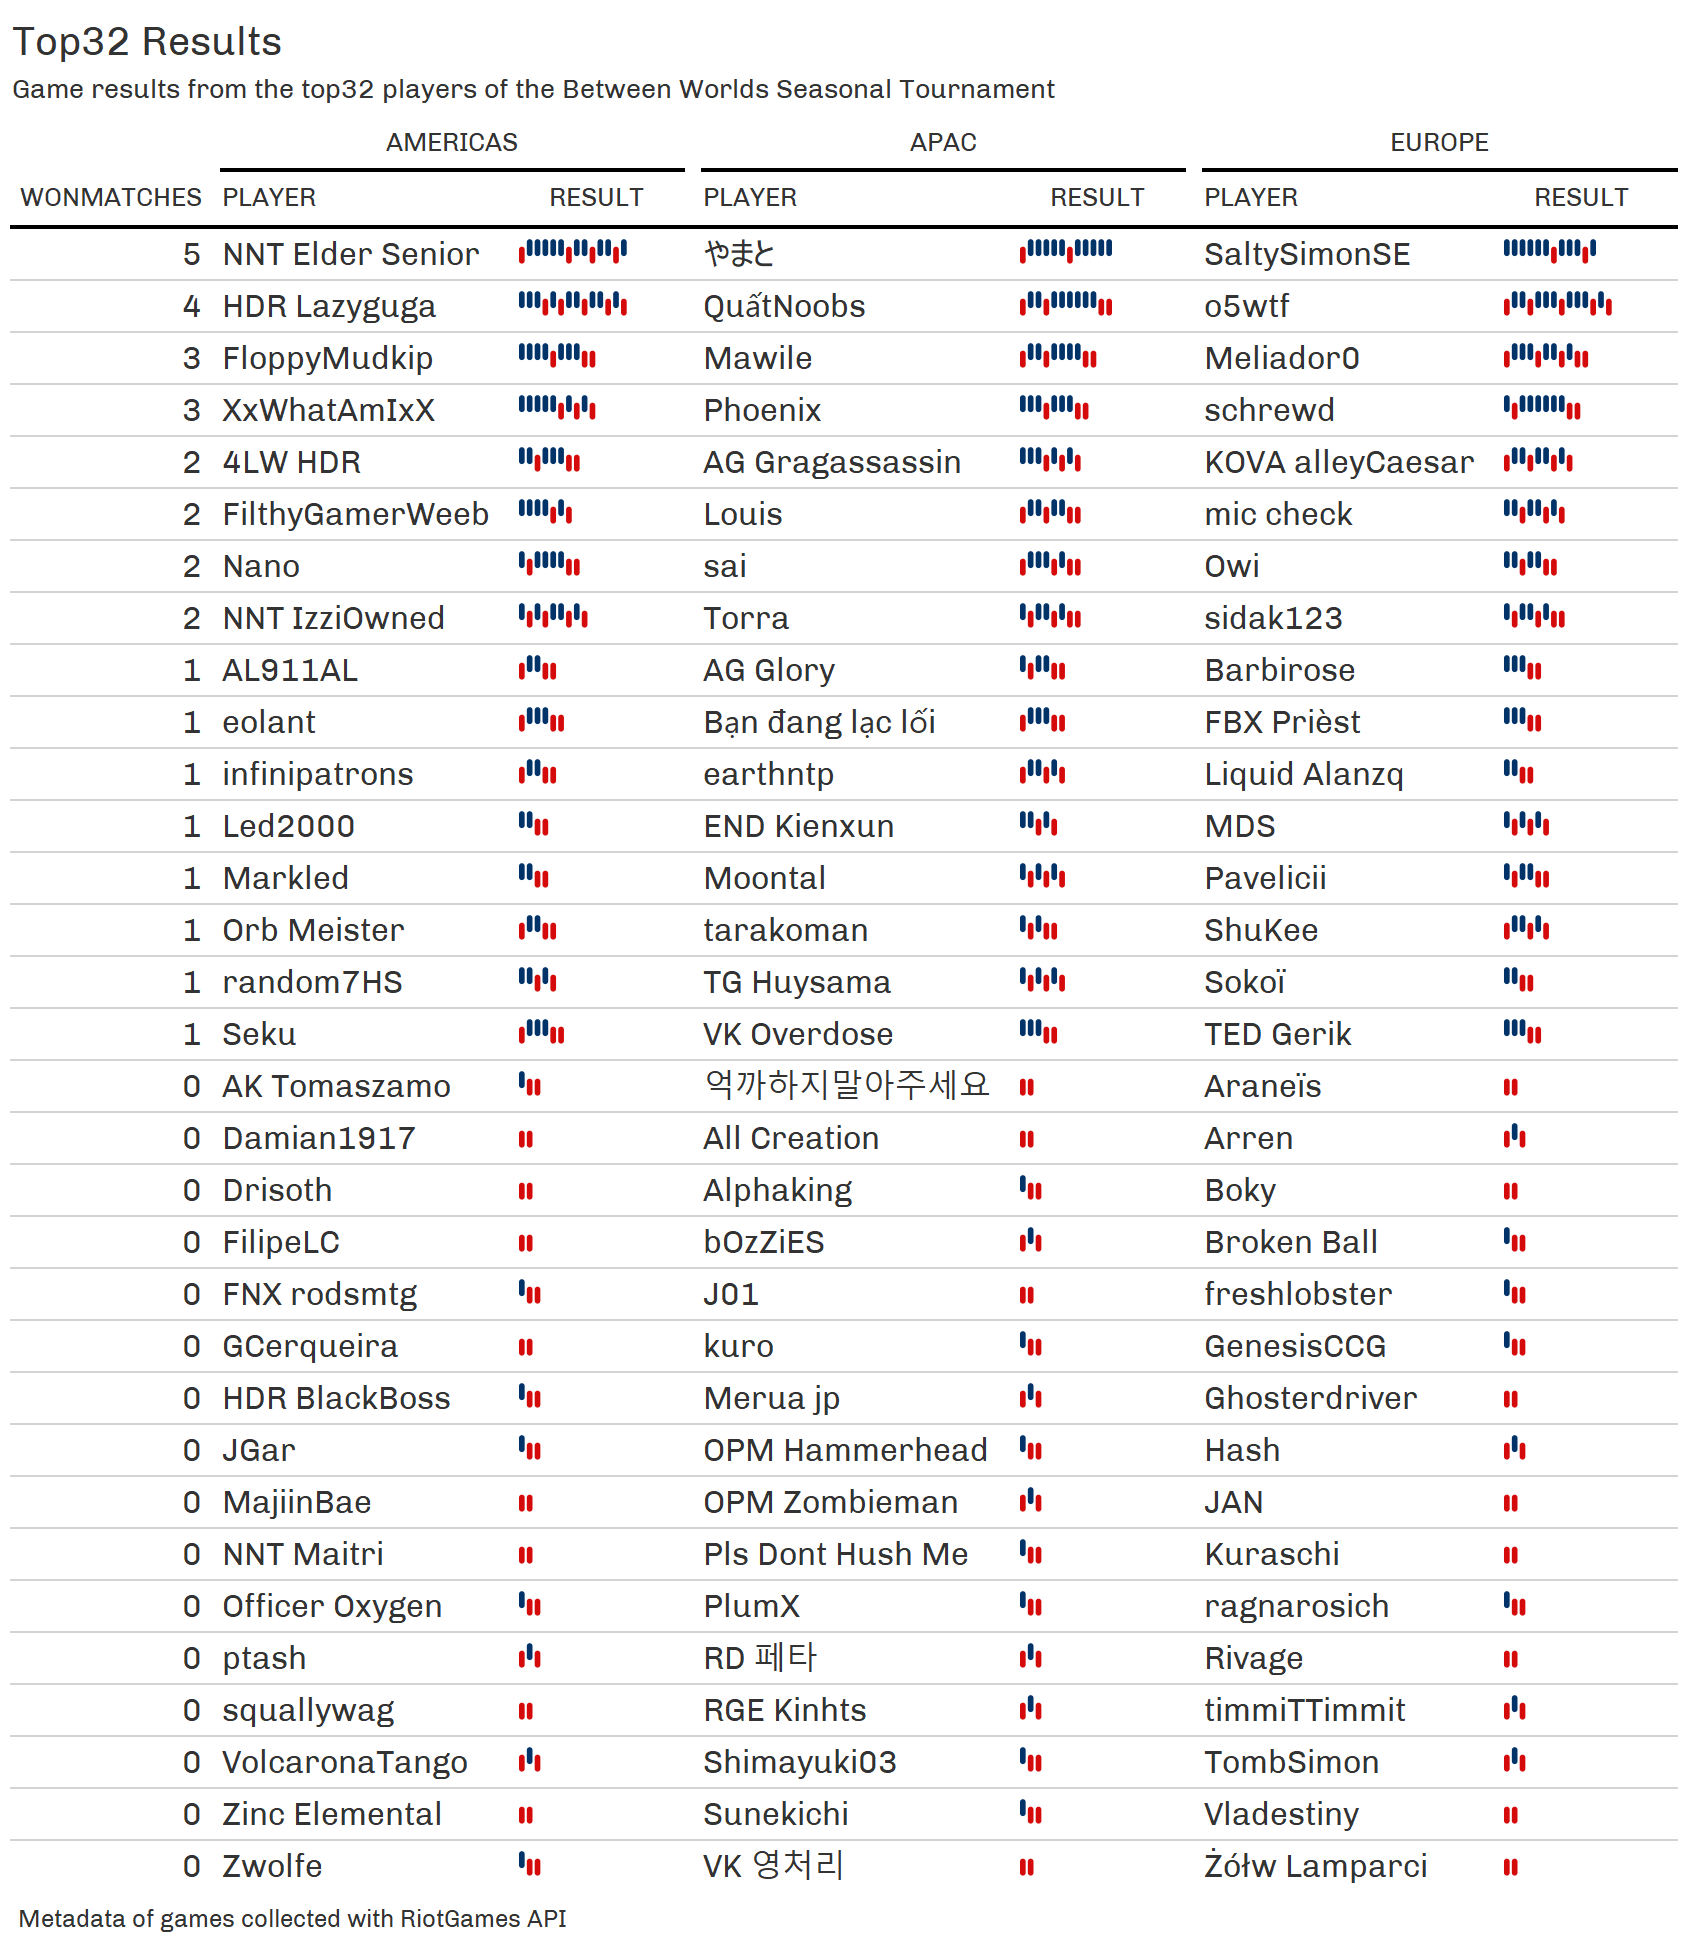 Top32 Results
Game results from the top32 players of the Between Worlds Seasonal Tournament
AMERICAS APAC EUROPE
WONMATCHES PLAYER RESULT PLAYER RESULT PLAYER RESULT
5 NNT Elder Senior やまと SaltySimonSE
4 HDR Lazyguga QuấtNoobs o5wtf
3 FloppyMudkip Mawile Meliador0
3 XxWhatAmIxX Phoenix schrewd
2 4LW HDR AG Gragassassin KOVA alleyCaesar
2 FilthyGamerWeeb Louis mic check
2 Nano sai Owi
2 NNT IzziOwned Torra sidak123
1 AL911AL AG Glory Barbirose
1 eolant Bạn đang lạc lối FBX Prièst
1 infinipatrons earthntp Liquid Alanzq
1 Led2000 END Kienxun MDS
1 Markled Moontal Pavelicii
1 Orb Meister tarakoman ShuKee
1 random7HS TG Huysama Sokoï
1 Seku VK Overdose TED Gerik
0 AK Tomaszamo 억까하지말아주세요 Araneïs
0 Damian1917 All Creation Arren
0 Drisoth Alphaking Boky
0 FilipeLC bOzZiES Broken Ball
0 FNX rodsmtg J01 freshlobster
0 GCerqueira kuro GenesisCCG
0 HDR BlackBoss Merua jp Ghosterdriver
0 JGar OPM Hammerhead Hash
0 MajiinBae OPM Zombieman JAN
0 NNT Maitri Pls Dont Hush Me Kuraschi
0 Officer Oxygen PlumX ragnarosich
0 ptash RD 페타 Rivage
0 squallywag RGE Kinhts timmiTTimmit
0 VolcaronaTango Shimayuki03 TombSimon
0 Zinc Elemental Sunekichi Vladestiny
0 Zwolfe VK 영처리 Żółw Lamparci
Metadata of games collected with RiotGames API